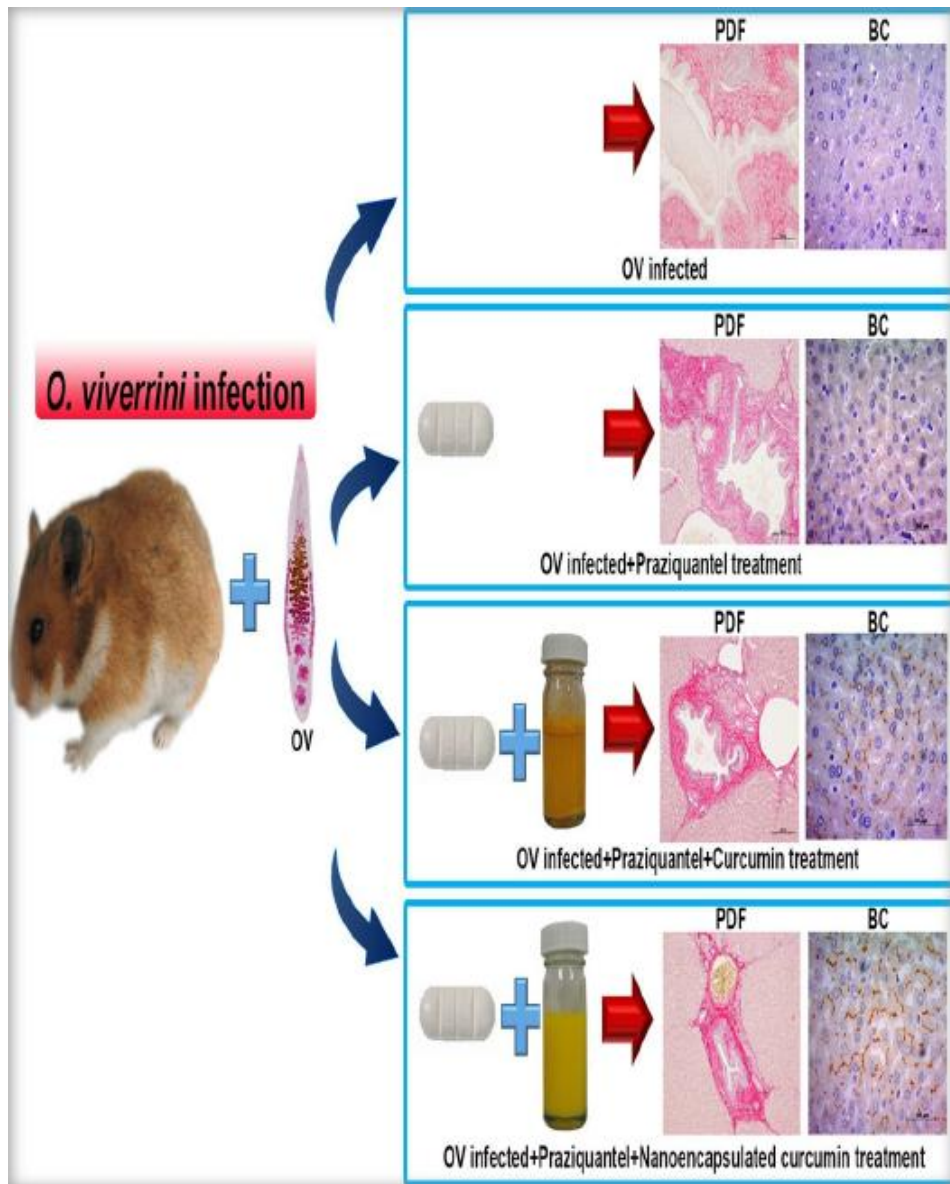 PDF BC
OV infected
O. viverrini infection
OV
PDF BC
OV infected+Praziquantel treatment
PDF BC
OV infected+Praziquantel+Curcumin treatment
PDF BC
OV infected+Praziquantel+Nanoencapsulated curcumin treatment